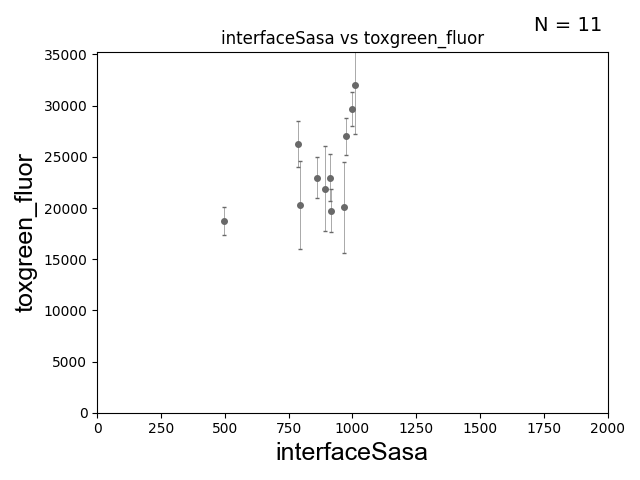 N = 11
interfaceSasa vs toxgreen_fluor
toxgreen_fluor
35000
30000
25000
20000
15000
10000
5000
0
0 250 500 750 1000 1250 1500 1750 2000
interfaceSasa